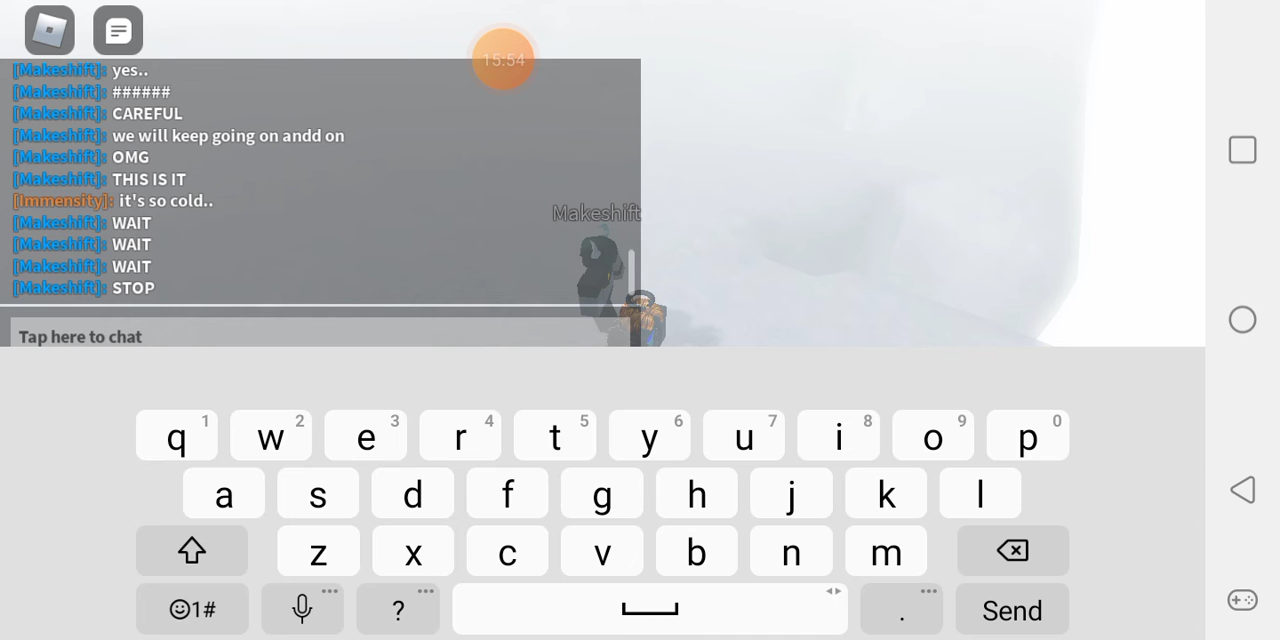 15:54
[Makeshift]: yes..
[Makeshift]: ######
[Makeshift]: CAREFUL
[Makeshift]: we will keep going on andd on
[Makeshift]: OMG
[Makeshift]: THIS IS IT
[Immensity]: it's so cold..
[Makeshift]: WAIT
[Makeshift]: WAIT
[Makeshift]: WAIT
[Makeshift]: STOP
Makeshift
Tap here to chat
1 2 3 4 5 6 7 8 9 0
q w e r t y u i o p
a s d f g h j k l
z x c v b n m
1# ? . Send